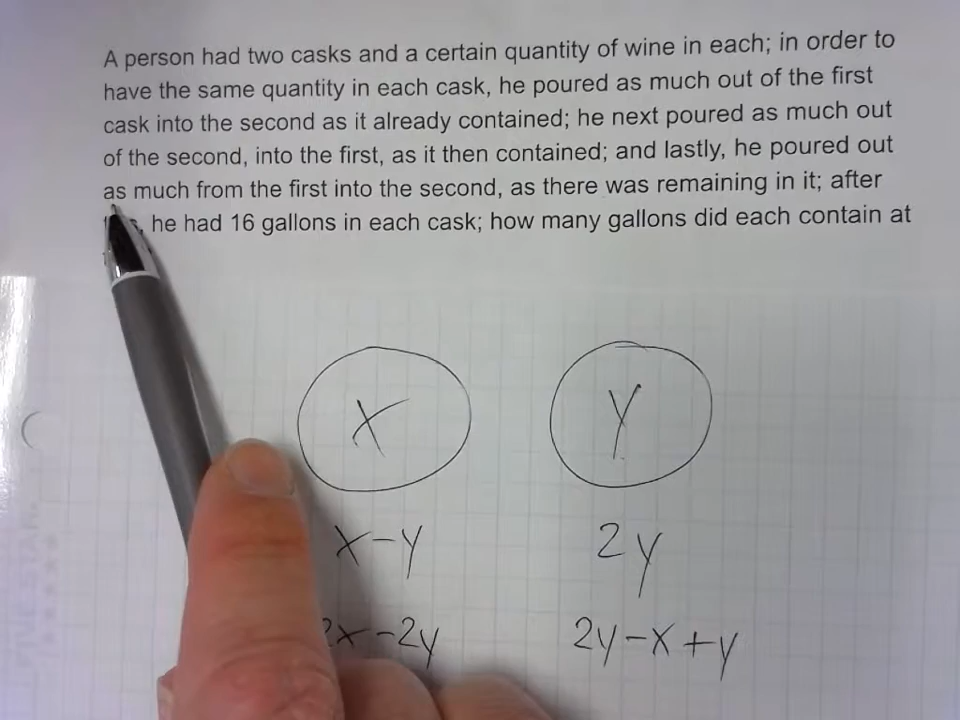 A person had two casks and a certain quantity of wine in each; in order to
have the same quantity in each cask, he poured as much out of the first
cask into the second as it already contained; he next poured as much out
of the second, into the first, as it then contained; and lastly, he poured out
as much from the first into the second, as there was remaining in it; after
he had 16 gallons in each cask; how many gallons did each contain at
x y
x-y 2y
2x-2y 2y-x+y